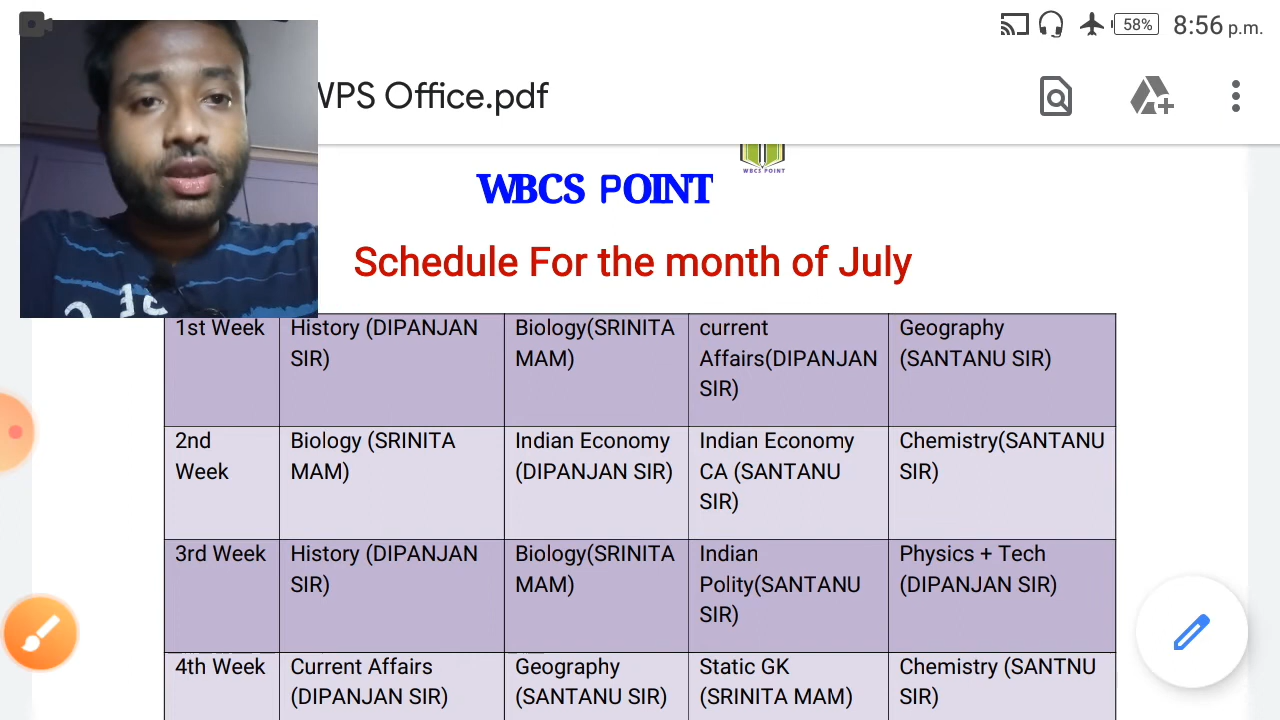 58% 8:56 p.m.
WPS Office.pdf
WBCS POINT
WBCS POINT
Schedule For the month of July
1st Week History (DIPANJAN SIR) Biology(SRINITA MAM) current Affairs(DIPANJAN SIR) Geography (SANTANU SIR)
2nd Week Biology (SRINITA MAM) Indian Economy (DIPANJAN SIR) Indian Economy CA (SANTANU SIR) Chemistry(SANTANU SIR)
3rd Week History (DIPANJAN SIR) Biology(SRINITA MAM) Indian Polity(SANTANU SIR) Physics + Tech (DIPANJAN SIR)
4th Week Current Affairs (DIPANJAN SIR) Geography (SANTANU SIR) Static GK (SRINITA MAM) Chemistry (SANTNU SIR)